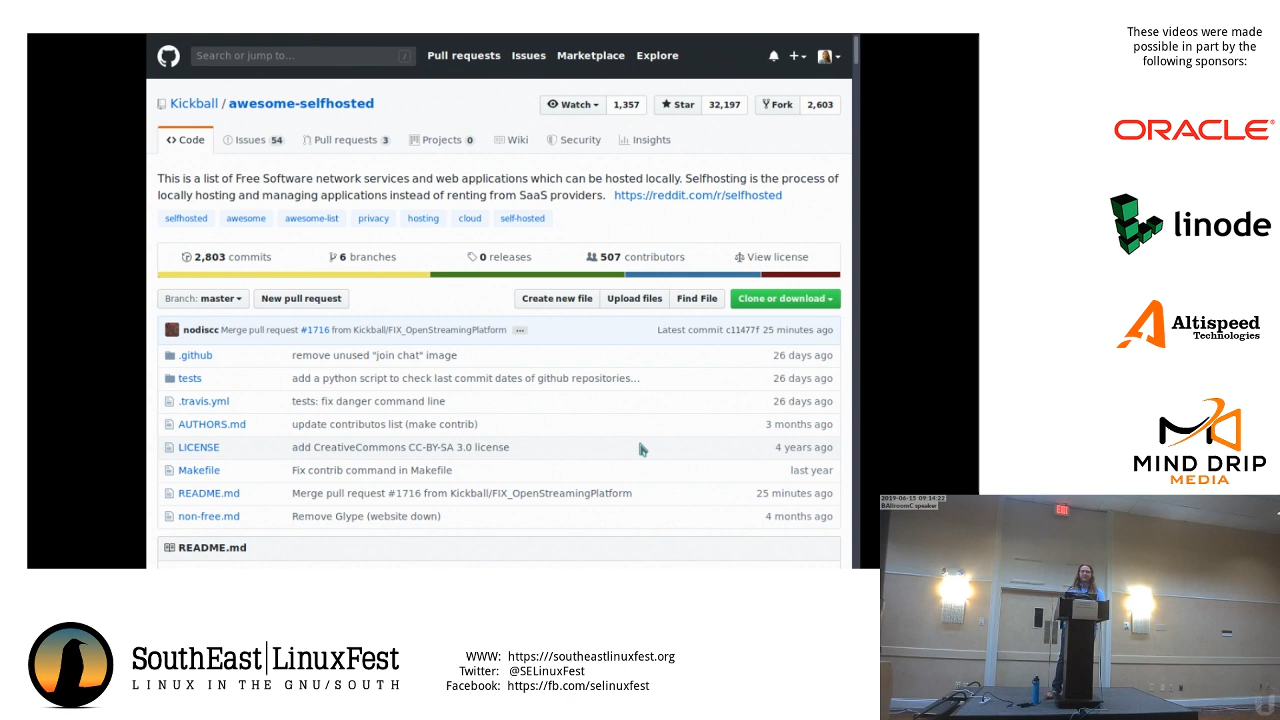 Search or jump to...
/
Pull requests Issues Marketplace Explore
Kickball / awesome-selfhosted
Watch 1,357 Star 32,197 Fork 2,603
Code Issues 54 Pull requests 3 Projects 0 Wiki Security Insights
This is a list of Free Software network services and web applications which can be hosted locally. Selfhosting is the process of
locally hosting and managing applications instead of renting from SaaS providers. https://reddit.com/r/selfhosted
selfhosted awesome awesome-list privacy hosting cloud self-hosted
2,803 commits 6 branches 0 releases 507 contributors View license
Branch: master New pull request Create new file Upload files Find File Clone or download
nodiscc Merge pull request #1716 from Kickball/FIX_OpenStreamingPlatform ... Latest commit c11477f 25 minutes ago
.github remove unused "join chat" image 26 days ago
tests add a python script to check last commit dates of github repositories... 26 days ago
.travis.yml tests: fix danger command line 26 days ago
AUTHORS.md update contributos list (make contrib) 3 months ago
LICENSE add CreativeCommons CC-BY-SA 3.0 license 4 years ago
Makefile Fix contrib command in Makefile last year
README.md Merge pull request #1716 from Kickball/FIX_OpenStreamingPlatform 25 minutes ago
non-free.md Remove Glype (website down) 4 months ago
README.md
These videos were made
possible in part by the
following sponsors:
ORACLE®
linode
Altispeed
Technologies
MIND DRIP
MEDIA
2019-06-15 09:14:22
BAllroomC speaker
EXIT
SouthEast LinuxFest
LINUX IN THE GNU/SOUTH
WWW: https:///southeastlinuxfest.org
Twitter: @SELinuxFest
Facebook: https://fb.com/selinuxfest